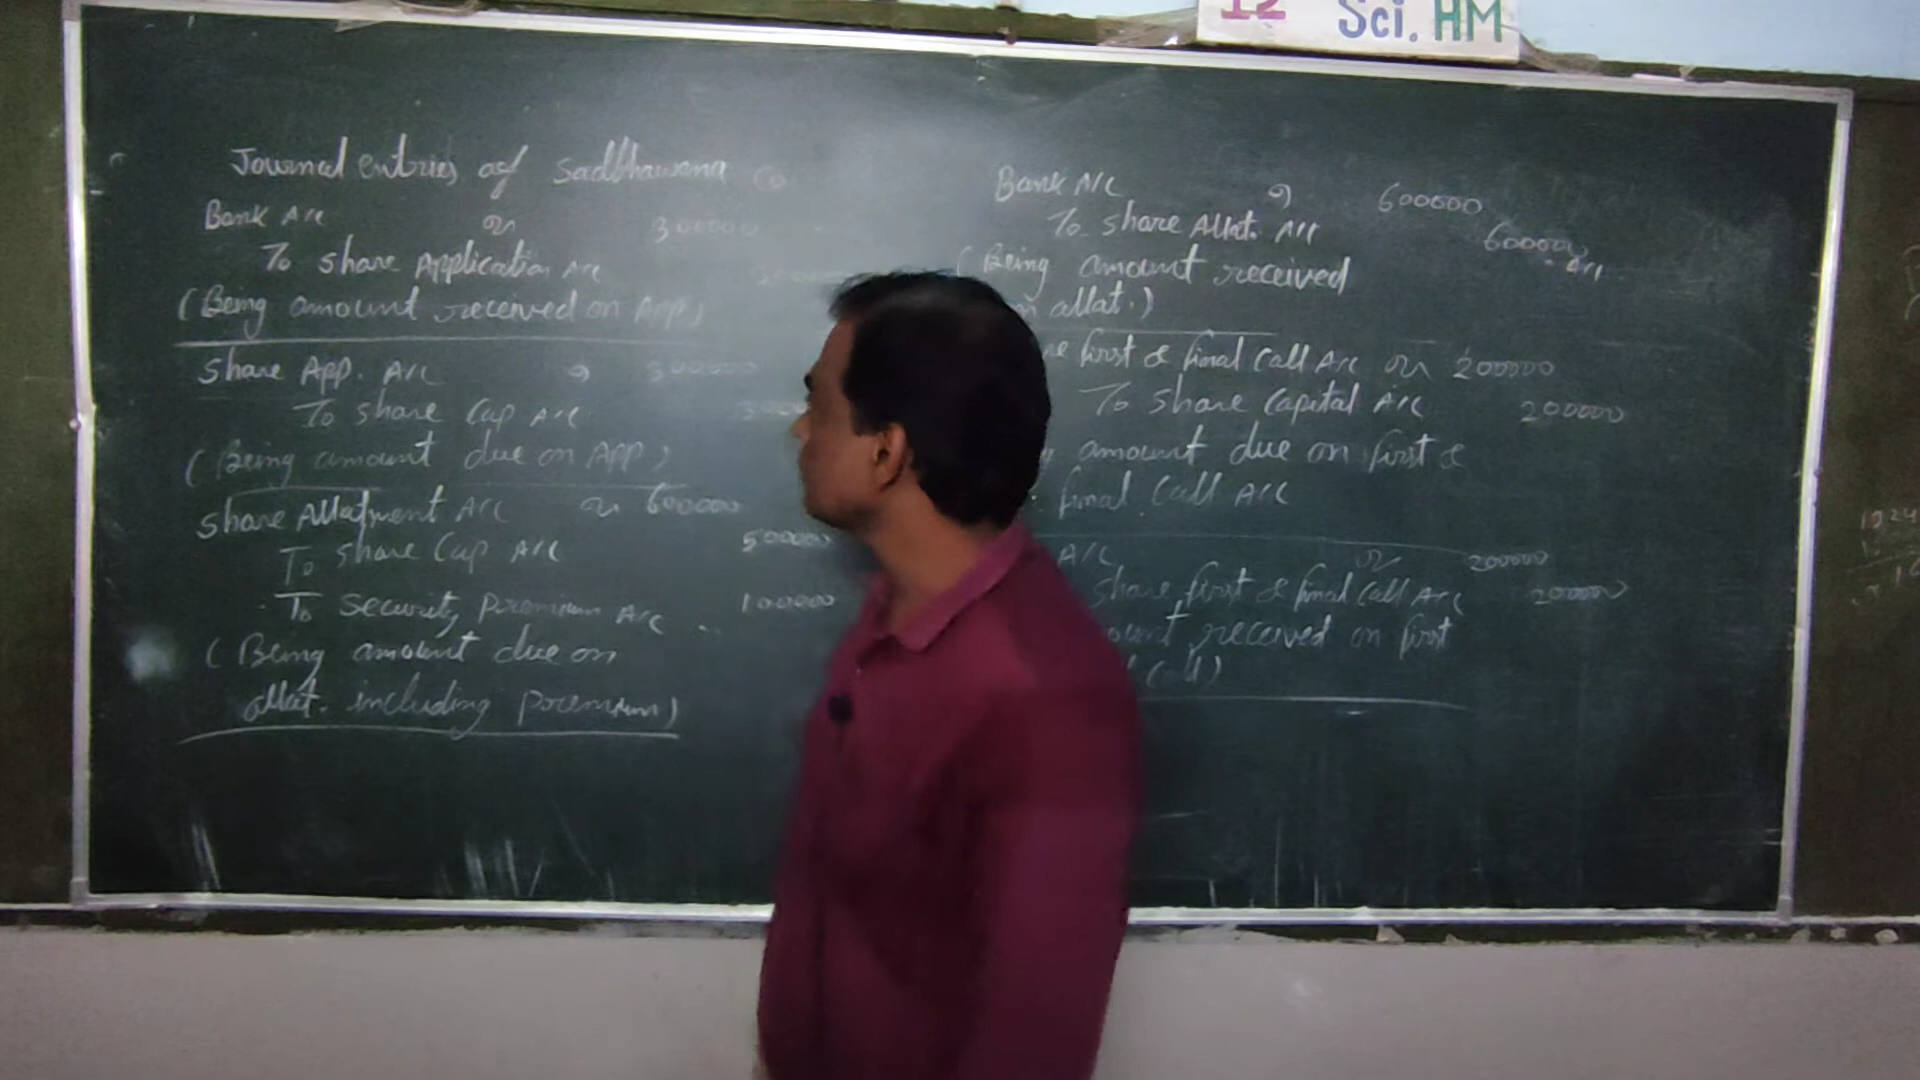 12 Sci. HM
Journal entries of Sadbhawana Co
Bank A/c Dr 300000
To share Application A/c
(Being amount received on App)
Share App. A/c Dr 300000
To share Cap A/c
(Being amount due on App)
Share Allotment A/c Dr 600000
To share Cap A/c 500000
To Security Premium A/c 100000
(Being amount due on
allot. including premium)
Bank A/c Dr 600000
To share Allot. A/c 600000
A/c
(Being amount received
n allot.)
re first & final Call A/c Dr 200000
To Share Capital A/c 200000
amount due on first &
final Call A/c
A/c Dr 200000
Share first & final Call A/c 200000
ount received on first
l Call)